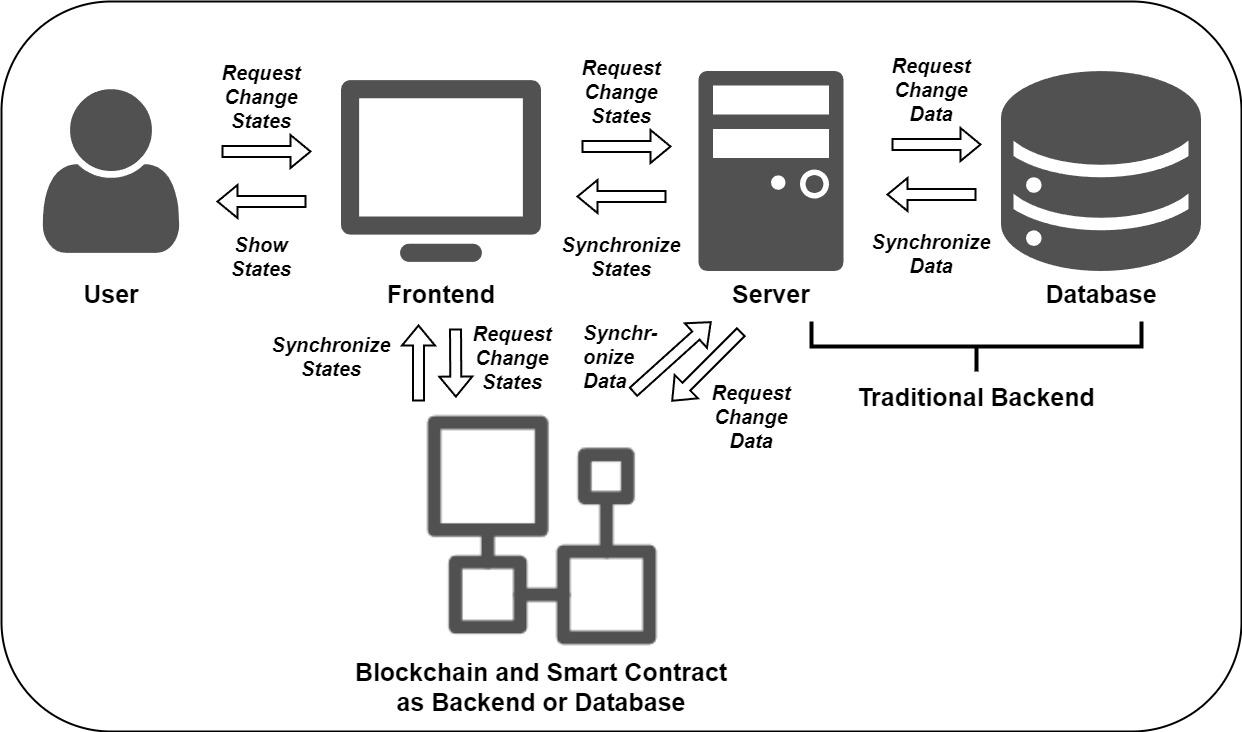 Request
Change
States
Request
Change
States
Request
Change
Data
Show
States
Synchronize
States
Synchronize
Data
User
Frontend
Server
Database
Synchronize
States
Request
Change
States
Synchr-
onize
Data
Request
Change
Data
Traditional Backend
Blockchain and Smart Contract
as Backend or Database